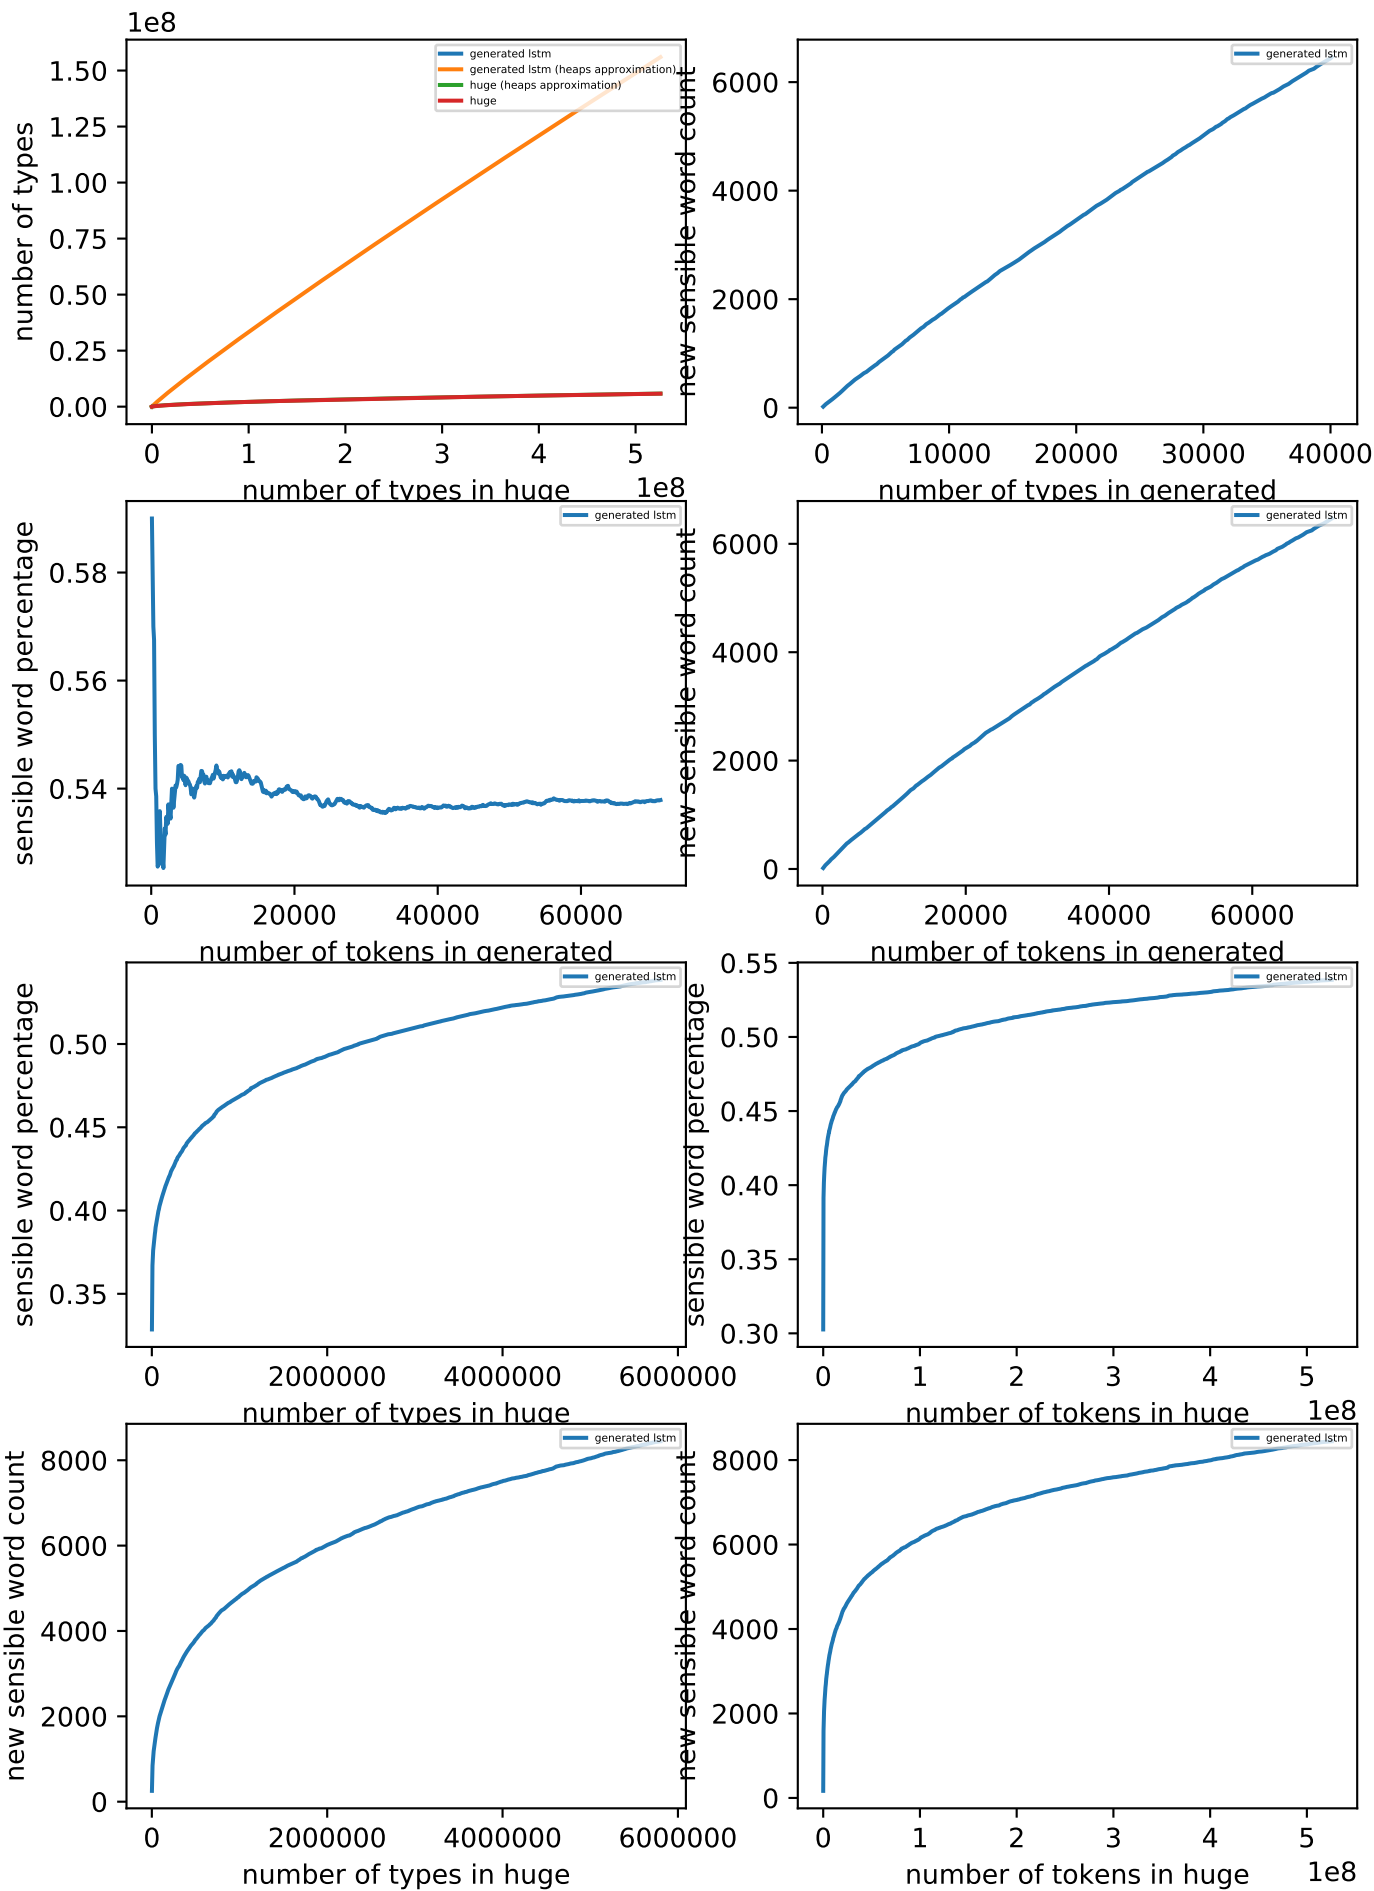 1e8
number of types
1.50
1.25
1.00
0.75
0.50
0.25
0.00
generated lstm
generated lstm (heaps approximation)
huge (heaps approximation)
huge
0 1 2 3 4 5
number of types in huge
1e8
new sensible word count
6000
4000
2000
0
generated lstm
0 10000 20000 30000 40000
number of types in generated
sensible word percentage
0.58
0.56
0.54
generated lstm
0 20000 40000 60000
number of tokens in generated
new sensible word count
6000
4000
2000
0
generated lstm
0 20000 40000 60000
number of tokens in generated
sensible word percentage
0.50
0.45
0.40
0.35
generated lstm
0 2000000 4000000 6000000
number of types in huge
sensible word percentage
0.55
0.50
0.45
0.40
0.35
0.30
generated lstm
0 1 2 3 4 5
number of tokens in huge
1e8
new sensible word count
8000
6000
4000
2000
0
generated lstm
0 2000000 4000000 6000000
number of types in huge
new sensible word count
8000
6000
4000
2000
0
generated lstm
0 1 2 3 4 5
number of tokens in huge
1e8